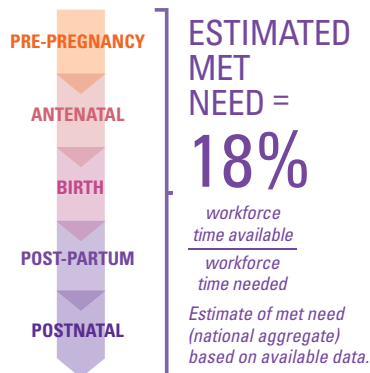 PRE-PREGNANCY
ANTENATAL
BIRTH
POST-PARTUM
POSTNATAL
ESTIMATED
MET
NEED =
18%
workforce
time available
workforce
time needed
Estimate of met need
(national aggregate)
based on available data.